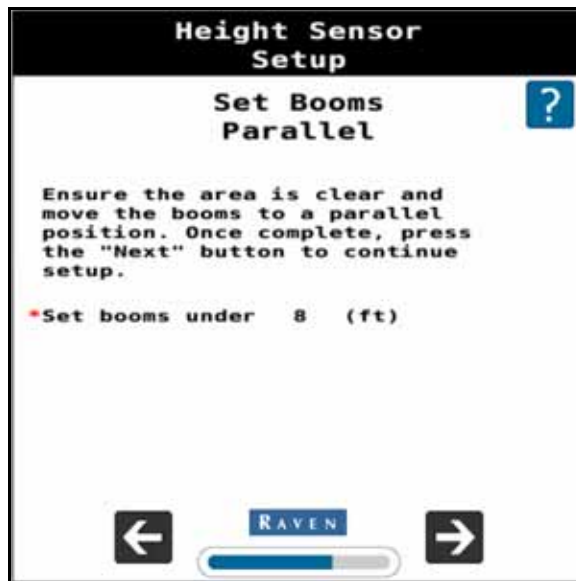 Height Sensor
Setup
Set Booms
Parallel
?
Ensure the area is clear and
move the booms to a parallel
position. Once complete, press
the "Next" button to continue
setup.
*Set booms under 8 (ft)
RAVEN